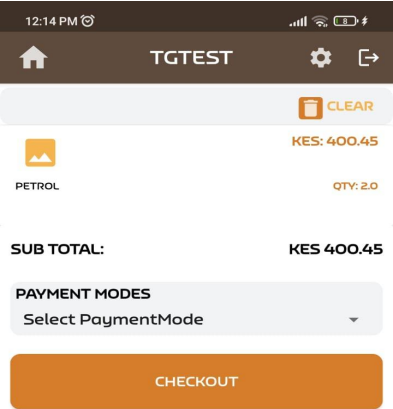 12:14 PM
8
TGTEST
CLEAR
KES: 400.45
PETROL
QTY: 2.0
SUB TOTAL:
KES 400.45
PAYMENT MODES
Select PaymentMode
CHECKOUT